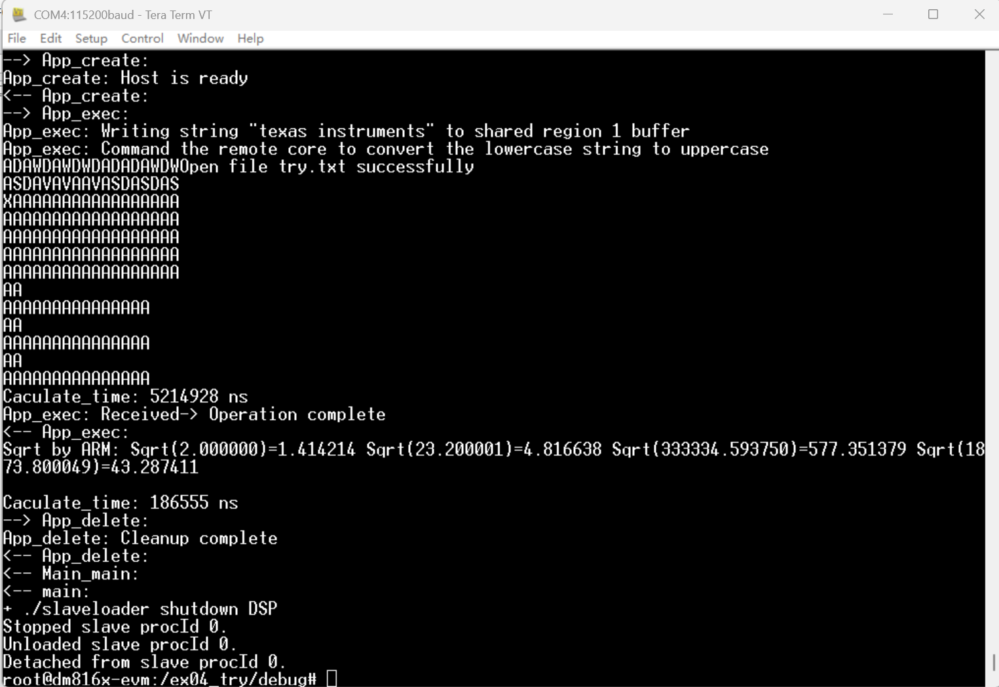 COM4:115200baud - Tera Term VT
File Edit Setup Control Window Help
--> App_create:
App_create: Host is ready
<-- App_create:
--> App_exec:
App_exec: Writing string "texas instruments" to shared region 1 buffer
App_exec: Command the remote core to convert the lowercase string to uppercase
ADAWDAWDWDADADAWDWOpen file try.txt successfully
ASDAVAVAAVASDASDAS
XAAAAAAAAAAAAAAAAA
AAAAAAAAAAAAAAAAAA
AAAAAAAAAAAAAAAAAA
AAAAAAAAAAAAAAAAAA
AAAAAAAAAAAAAAAAAA
AA
AAAAAAAAAAAAAAA
AA
AAAAAAAAAAAAAAA
AA
AAAAAAAAAAAAAAA
Caculate_time: 5214928 ns
App_exec: Received-> Operation complete
<-- App_exec:
Sqrt by ARM: Sqrt(2.000000)=1.414214 Sqrt(23.200001)=4.816638 Sqrt(333334.593750)=577.351379 Sqrt(18
73.800049)=43.287411
Caculate_time: 186555 ns
--> App_delete:
App_delete: Cleanup complete
<-- App_delete:
<-- Main_main:
<-- main:
+ ./slaveloader shutdown DSP
Stopped slave procId 0.
Unloaded slave procId 0.
Detached from slave procId 0.
root@dm816x-evm:/ex04_try/debug#